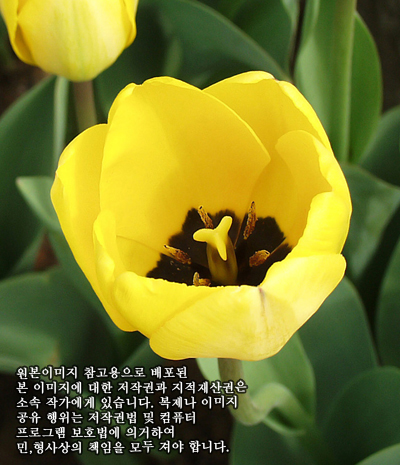 원본이미지 참고용으로 배포된
본 이미지에 대한 저작권과 지적재산권은
소속 작가에게 있습니다. 복제나 이미지
공유 행위는 저작권법 및 컴퓨터
프로그램 보호법에 의거하여
민,형사상의 책임을 모두 져야 합니다.